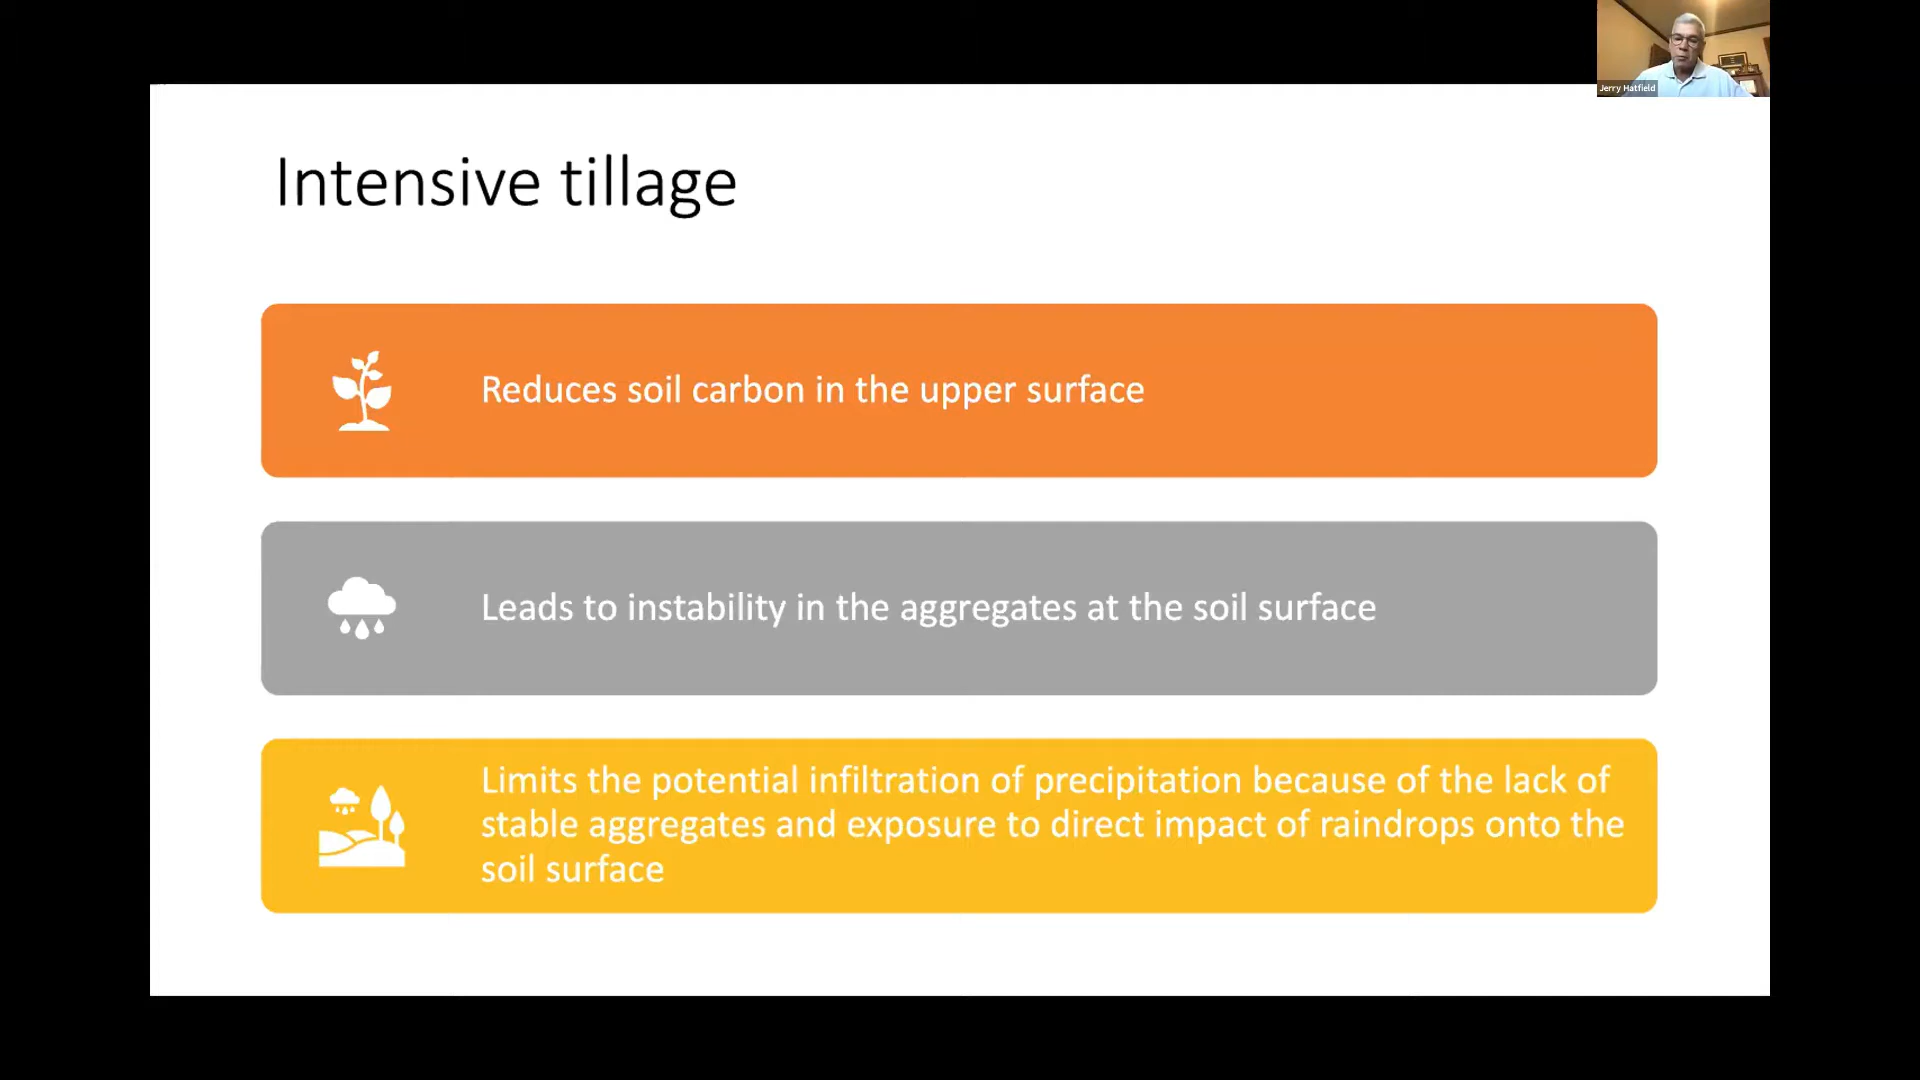 Jerry Hatfield
Intensive tillage
Reduces soil carbon in the upper surface
Leads to instability in the aggregates at the soil surface
Limits the potential infiltration of precipitation because of the lack of
stable aggregates and exposure to direct impact of raindrops onto the
soil surface